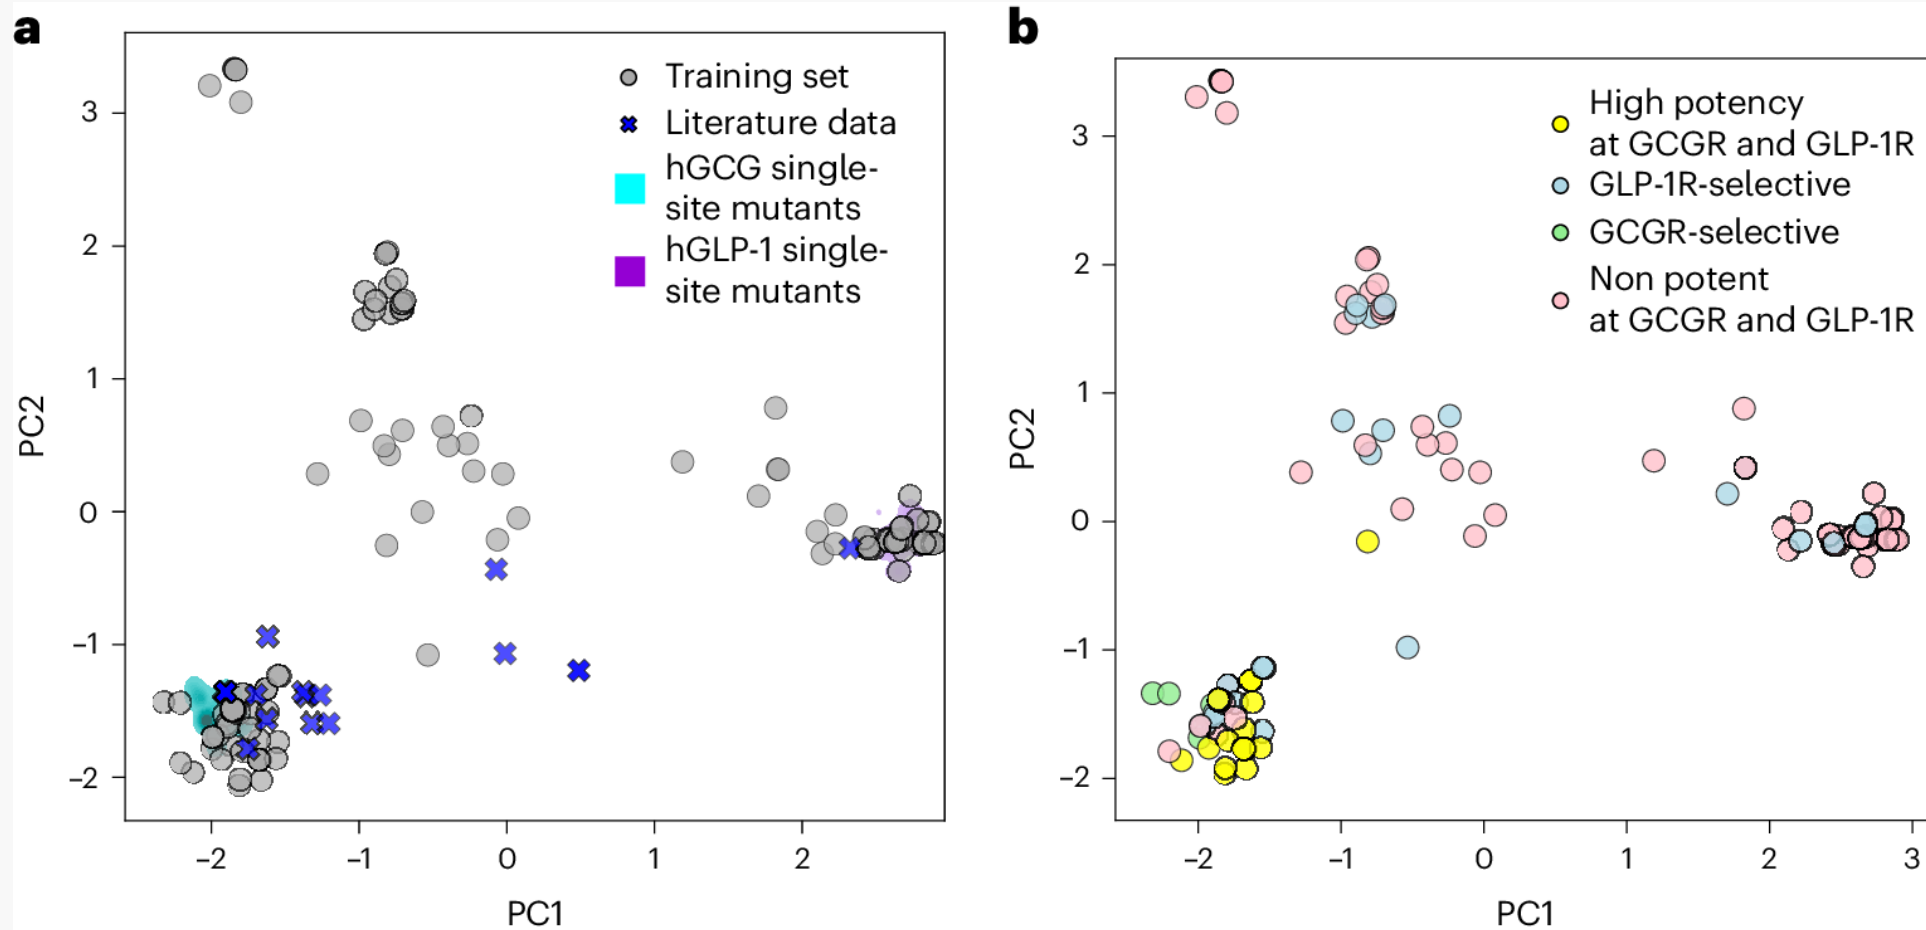 a
Training set
Literature data
hGCG single-
site mutants
hGLP-1 single-
site mutants
3
2
1
0
−1
−2
PC2
−2
−1
0
1
2
PC1
b
High potency
at GCGR and GLP-1R
GLP-1R-selective
GCGR-selective
Non potent
at GCGR and GLP-1R
3
2
1
0
−1
−2
PC2
−2
−1
0
1
2
3
PC1